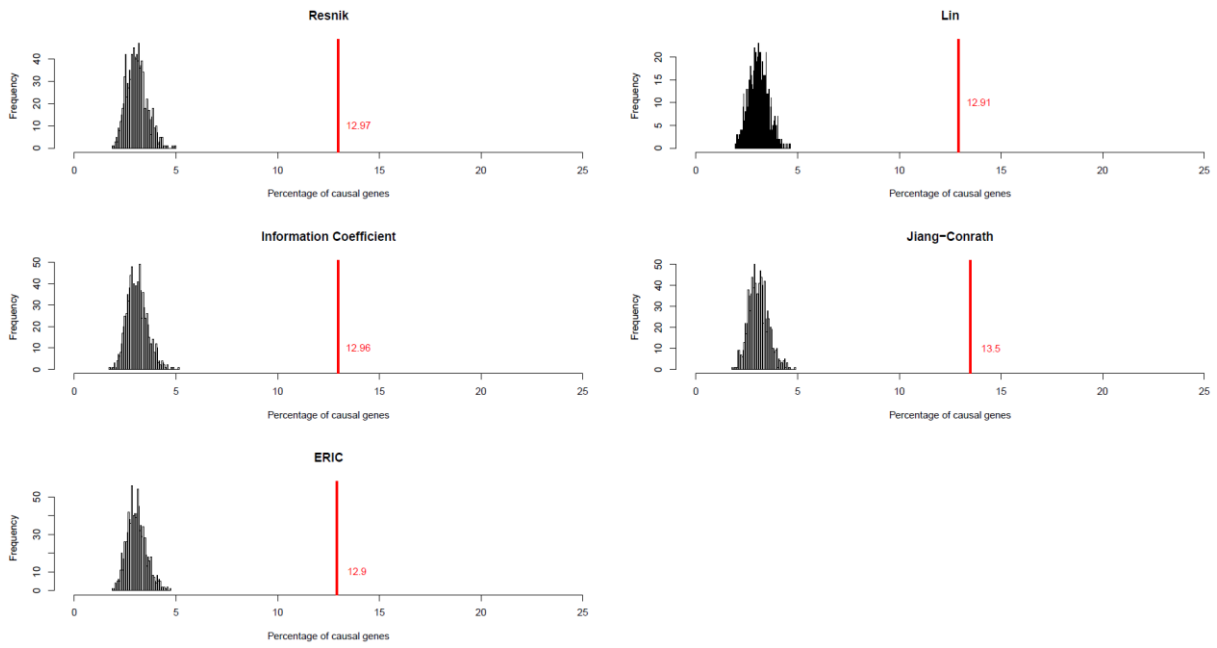 Resnik
Frequency
0 10 20 30 40
12.97
0 5 10 15 20 25
Percentage of causal genes
Lin
Frequency
0 5 10 15 20
12.91
0 5 10 15 20 25
Percentage of causal genes
Information Coefficient
Frequency
0 10 20 30 40 50
12.96
0 5 10 15 20 25
Percentage of causal genes
Jiang−Conrath
Frequency
0 10 20 30 40 50
13.5
0 5 10 15 20 25
Percentage of causal genes
ERIC
Frequency
0 10 30 50
12.9
0 5 10 15 20 25
Percentage of causal genes